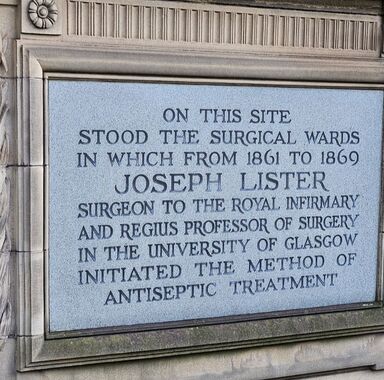 ON THIS SITE
STOOD THE SURGICAL WARDS
IN WHICH FROM 1861 TO 1869
JOSEPH LISTER
SURGEON TO THE ROYAL INFIRMARY
AND REGIUS PROFESSOR OF SURGERY
IN THE UNIVERSITY OF GLASGOW
INITIATED THE METHOD OF
ANTISEPTIC TREATMENT